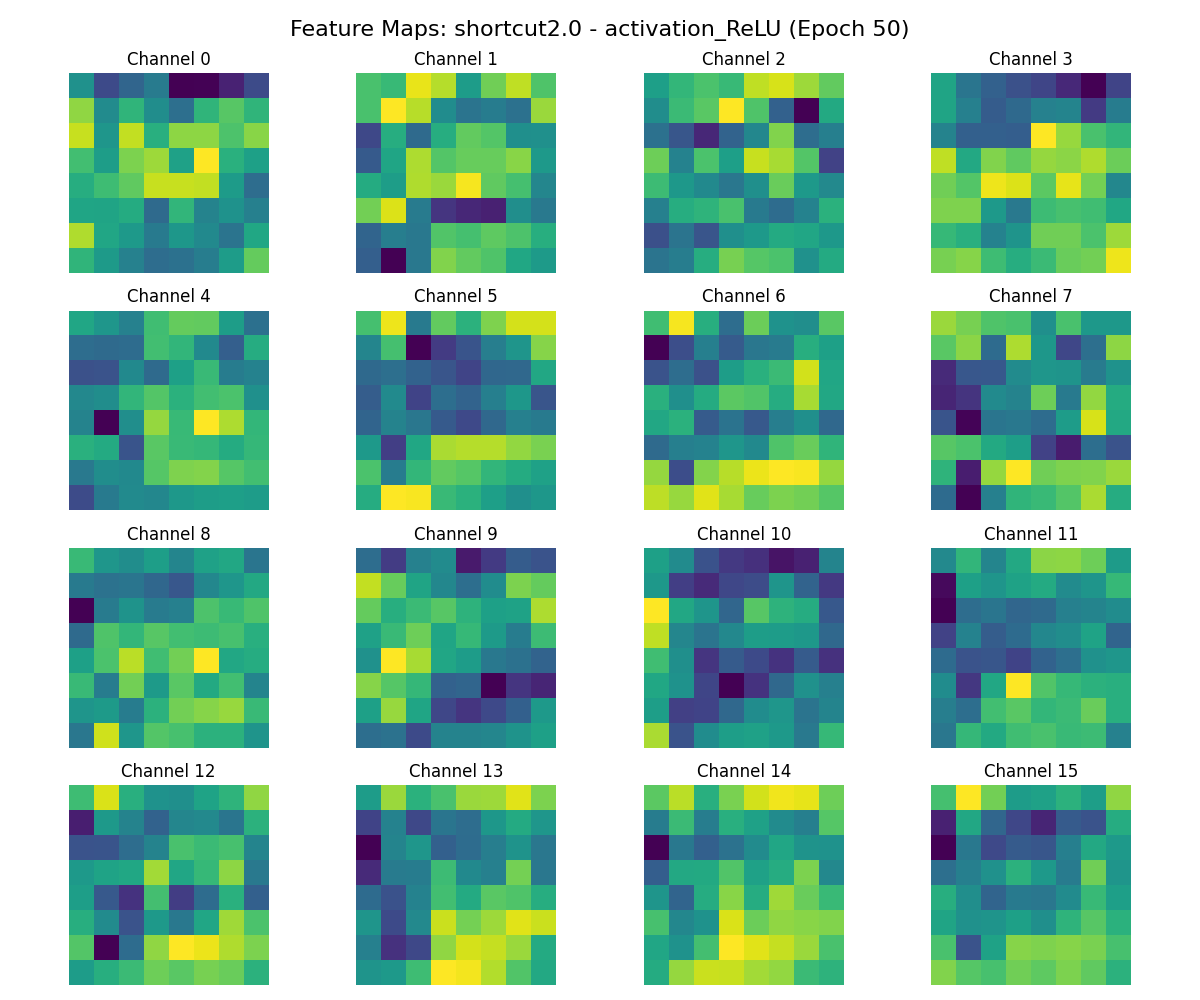 Feature Maps: shortcut2.0 - activation_ReLU (Epoch 50)
Channel 0
Channel 1
Channel 2
Channel 3
Channel 4
Channel 5
Channel 6
Channel 7
Channel 8
Channel 9
Channel 10
Channel 11
Channel 12
Channel 13
Channel 14
Channel 15